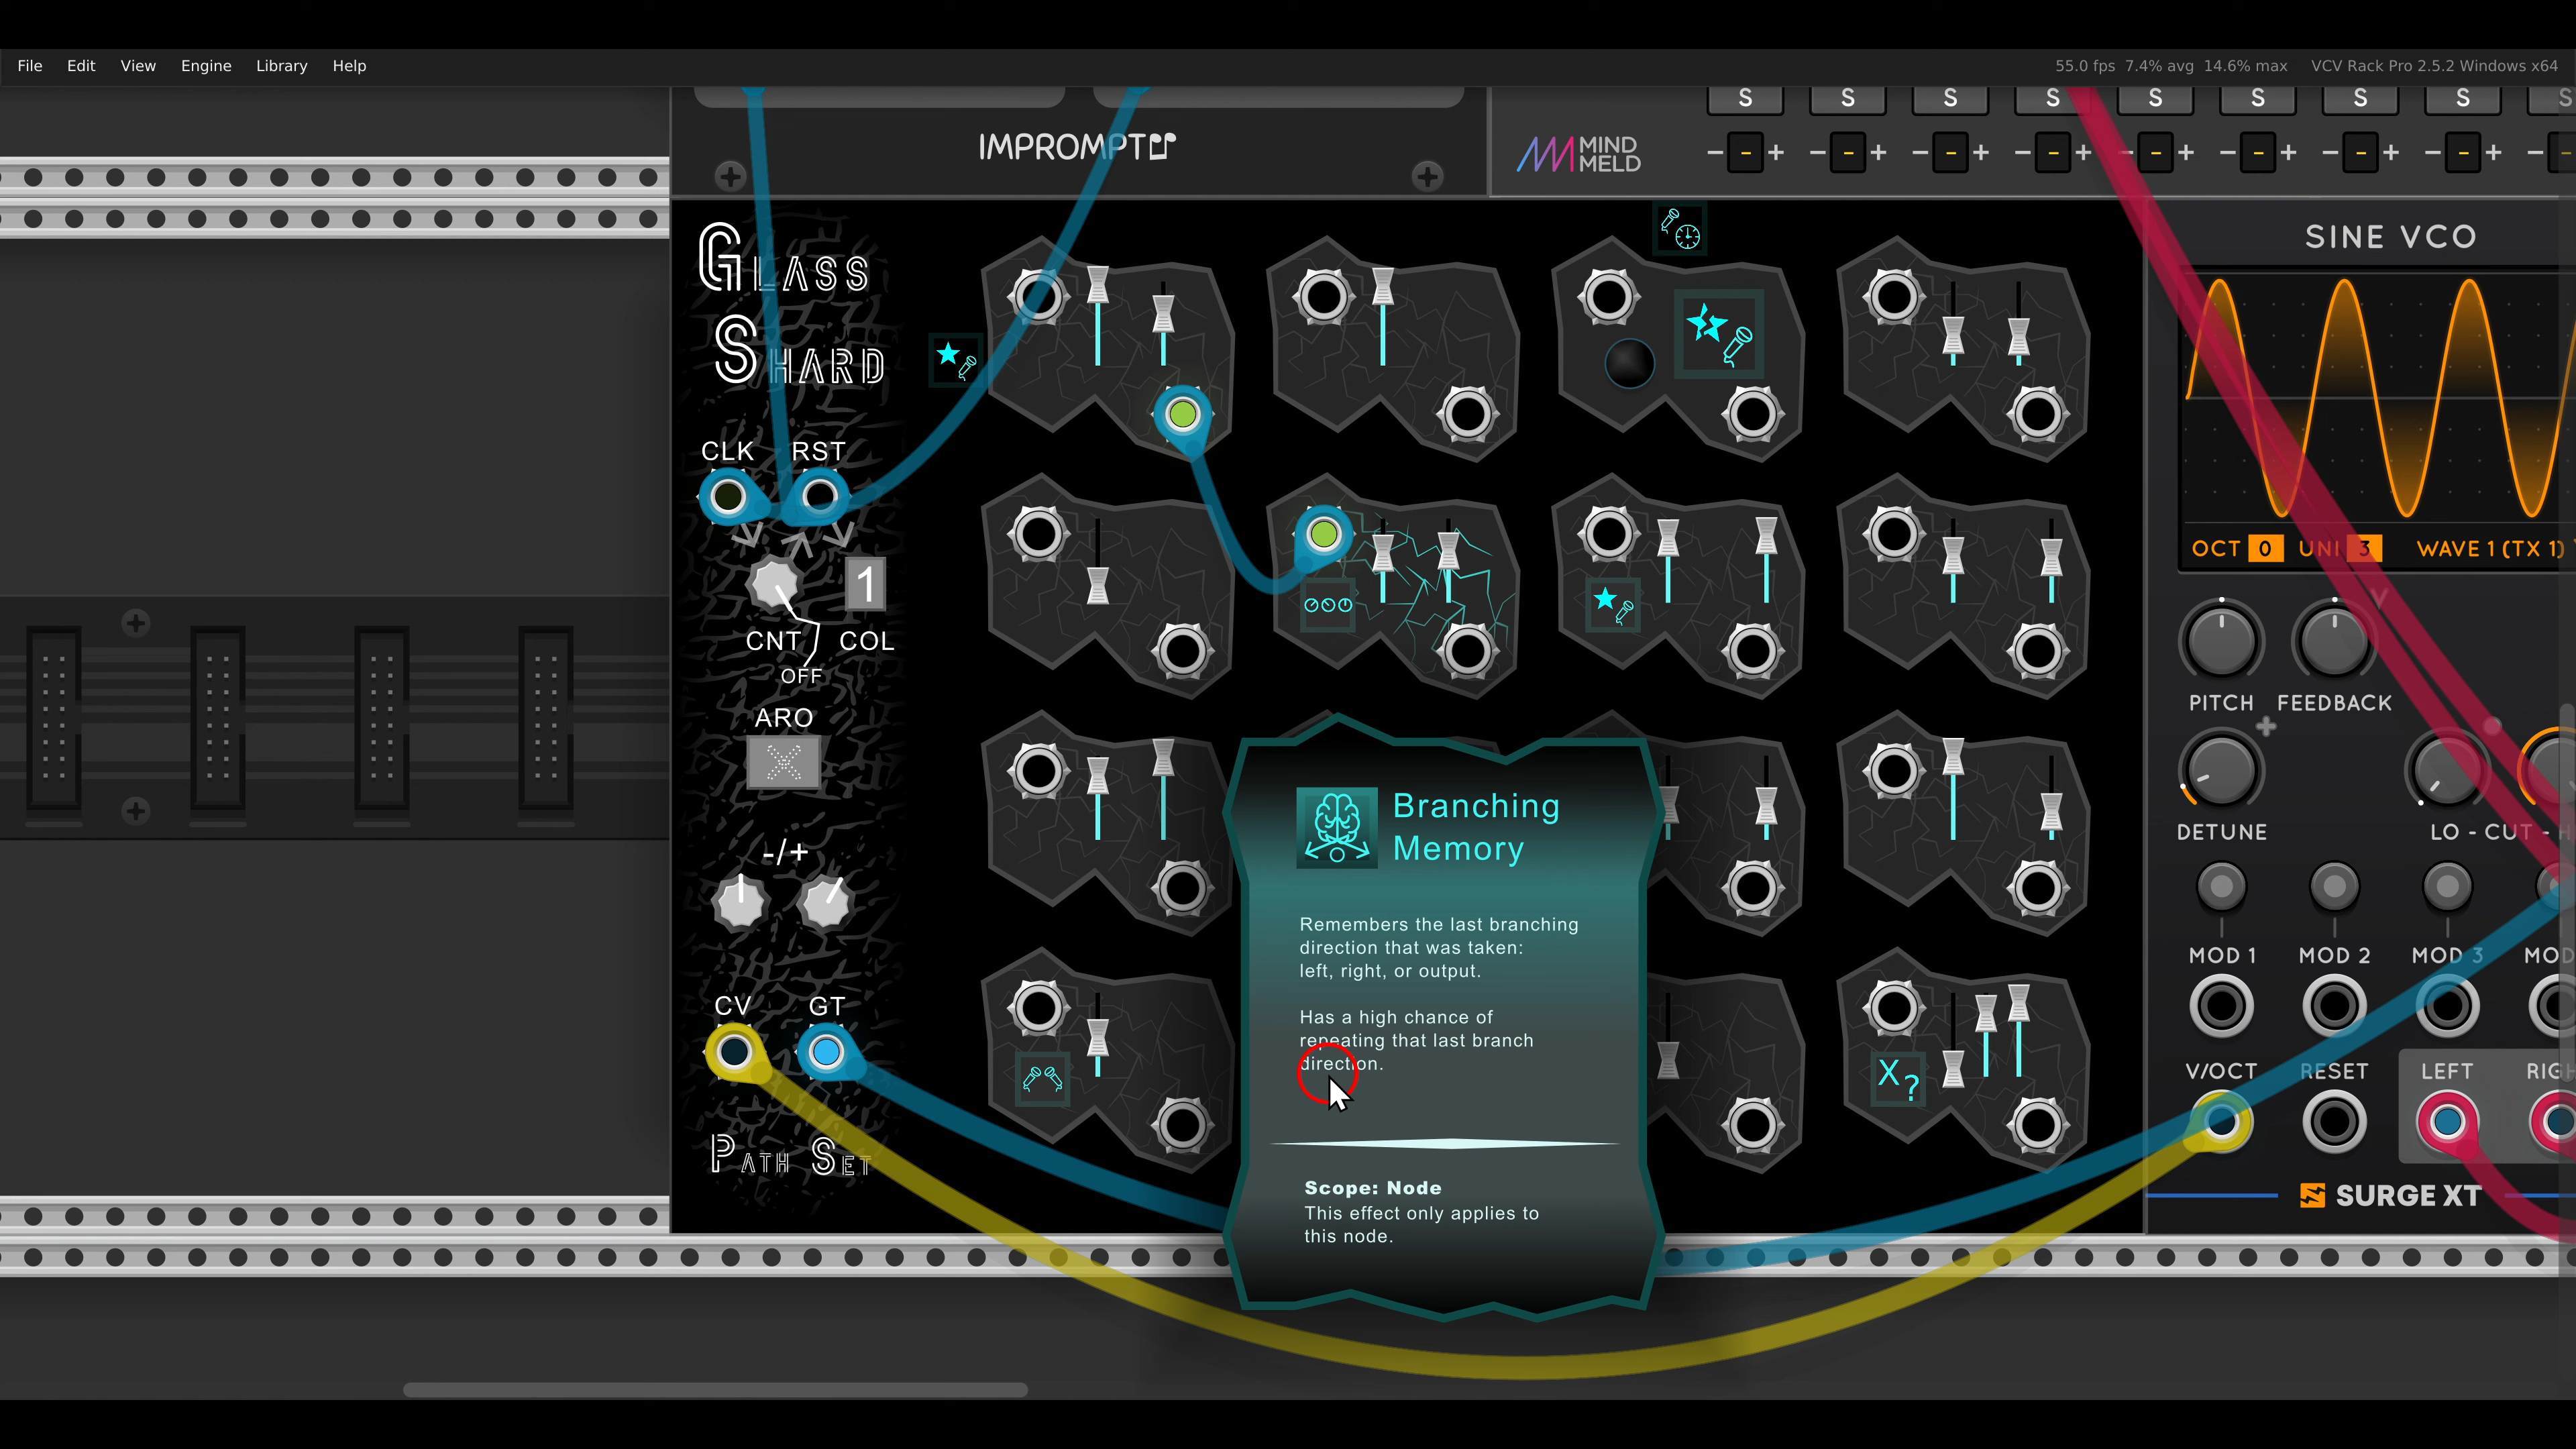 File Edit View Engine Library Help
55.0 fps 7.4% avg 14.6% max VCV Rack Pro 2.5.2 Windows x64
S S S S S S S S S
IMPROMPTU
MIND
MELD
- - + - - + - - + - - + - - + - - + - - + - - + -
GLASS
SHARD
SINE VCO
CLK RST
1
CNT COL
OFF
ARO
-/+
CV GT
PATH SET
X?
Branching
Memory
Remembers the last branching
direction that was taken:
left, right, or output.
Has a high chance of
repeating that last branch
direction.
Scope: Node
This effect only applies to
this node.
OCT 0 UNI 3 WAVE 1 (TX 1)
PITCH FEEDBACK
DETUNE LO - CUT - H
MOD 1 MOD 2 MOD 3 MOD
V/OCT RESET LEFT RIGH
SURGE XT